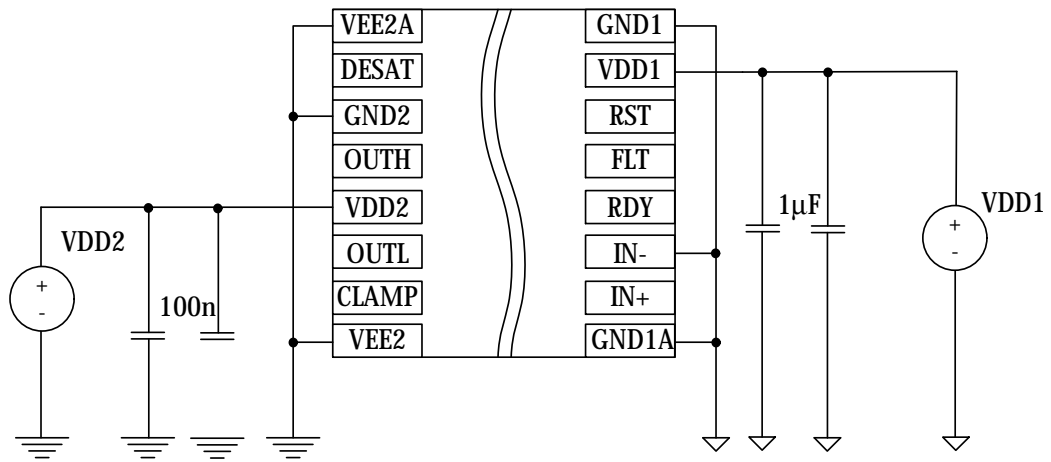 VEE2A
DESAT
GND2
OUTH
VDD2
OUTL
CLAMP
VEE2
GND1
VDD1
RST
FLT
RDY
IN-
IN+
GND1A
VDD2
+
-
100n
1μF
VDD1
+
-